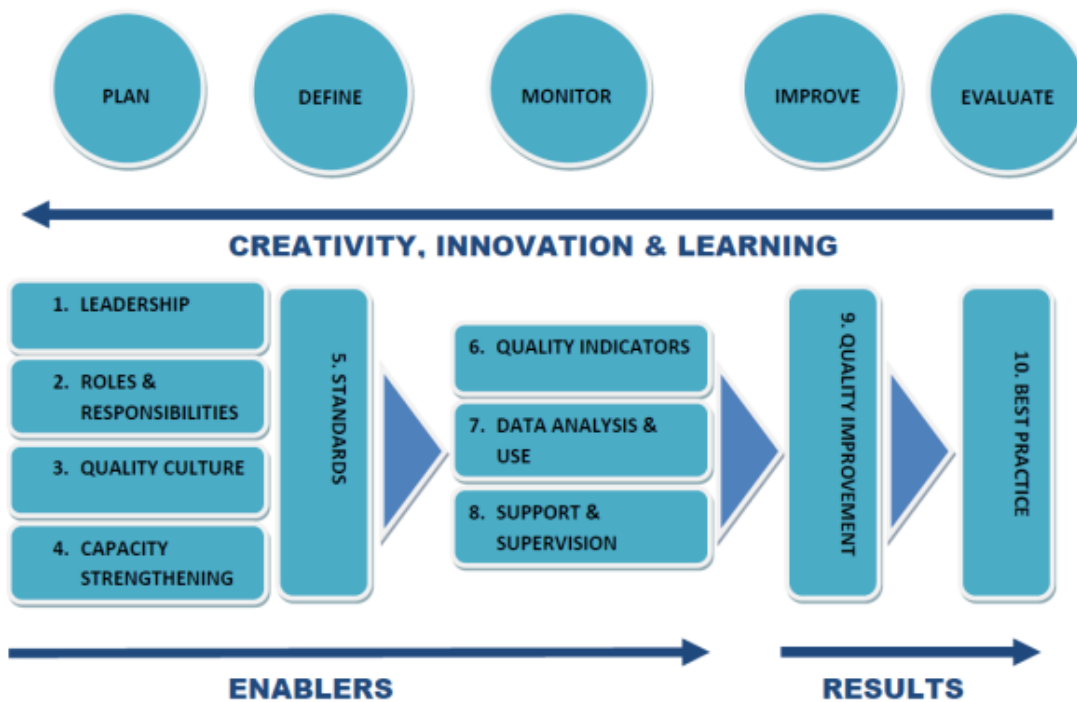 PLAN
DEFINE
MONITOR
IMPROVE
EVALUATE
CREATIVITY, INNOVATION & LEARNING
1. LEADERSHIP
2. ROLES &
RESPONSIBILITIES
3. QUALITY CULTURE
4. CAPACITY
STRENGTHENING
5. STANDARDS
6. QUALITY INDICATORS
7. DATA ANALYSIS &
USE
8. SUPPORT &
SUPERVISION
9. QUALITY IMPROVEMENT
10. BEST PRACTICE
ENABLERS
RESULTS